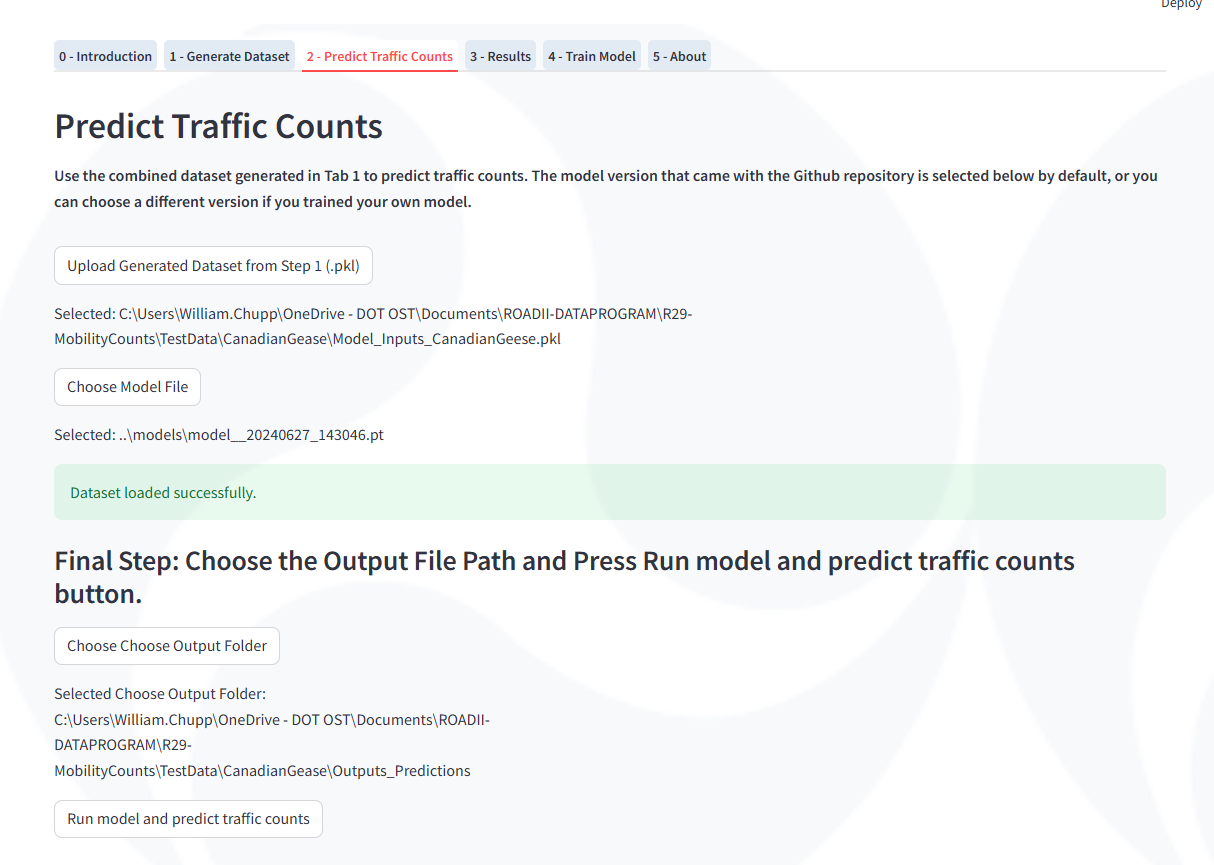 Deploy
0 - Introduction 1 - Generate Dataset 2 - Predict Traffic Counts 3 - Results 4 - Train Model 5 - About
Predict Traffic Counts
Use the combined dataset generated in Tab 1 to predict traffic counts. The model version that came with the Github repository is selected below by default, or you
can choose a different version if you trained your own model.
Upload Generated Dataset from Step 1 (.pkl)
Selected: C:\Users\William.Chupp\OneDrive - DOT OST\Documents\ROADII-DATAPROGRAM\R29-
MobilityCounts\TestData\CanadianGease\Model_Inputs_CanadianGeese.pkl
Choose Model File
Selected: ..\models\model__20240627_143046.pt
Dataset loaded successfully.
Final Step: Choose the Output File Path and Press Run model and predict traffic counts
button.
Choose Choose Output Folder
Selected Choose Output Folder:
C:\Users\William.Chupp\OneDrive - DOT OST\Documents\ROADII-
DATAPROGRAM\R29-
MobilityCounts\TestData\CanadianGease\Outputs_Predictions
Run model and predict traffic counts